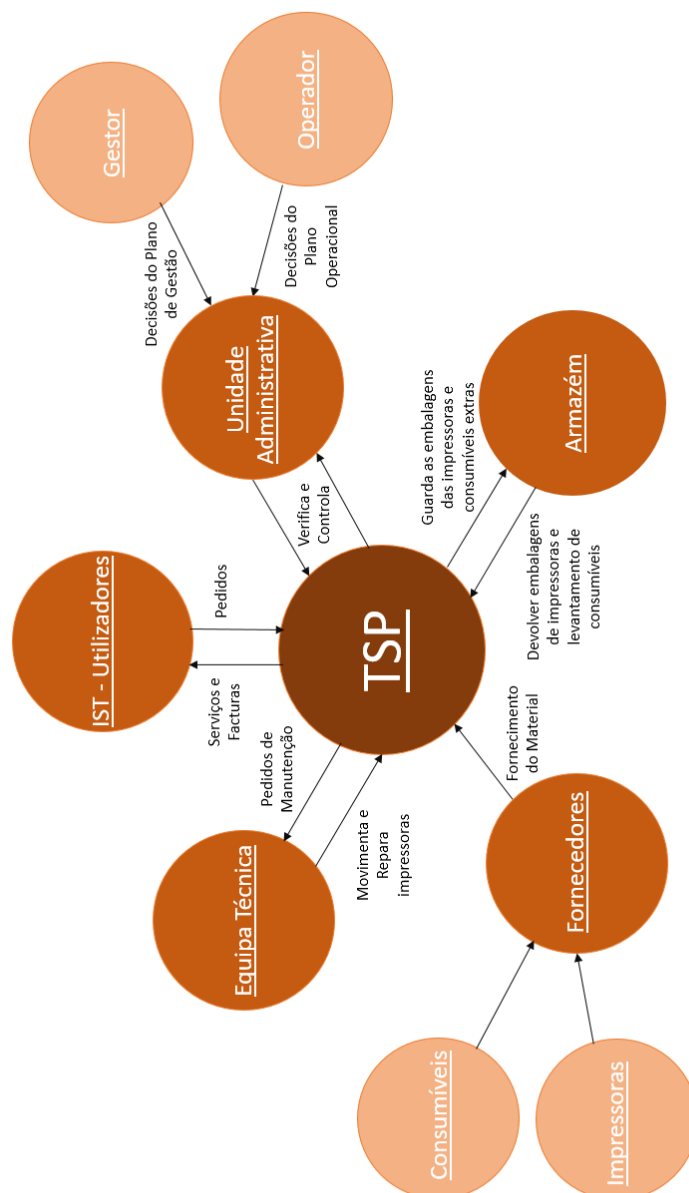 Consumíveis
Impressoras
Fornecedores
Fornecimento
do Material
Equipa Técnica
Movimenta e
Repara
impressoras
Pedidos de
Manutenção
TSP
IST - Utilizadores
Serviços e
Facturas
Pedidos
Devolver embalagens
de impressoras e
levantamento de
consumíveis
Guarda as embalagens
das impressoras e
consumíveis extras
Armazém
Verifica e
Controla
Unidade
Administrativa
Decisões do Plano
de Gestão
Decisões do
Plano
Operacional
Gestor
Operador